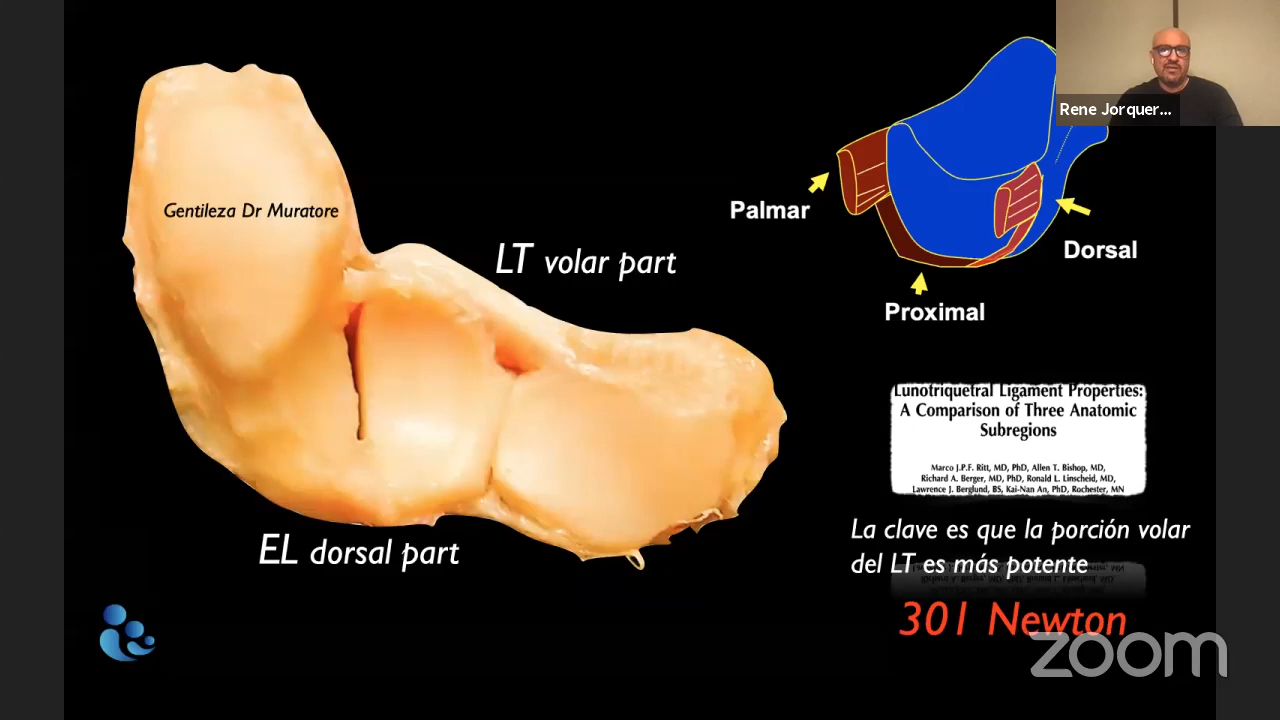 Rene Jorquer...
Gentileza Dr Muratore
LT volar part
EL dorsal part
Palmar
Dorsal
Proximal
Lunotriquetral Ligament Properties:
A Comparison of Three Anatomic
Subregions
Marco J.P.F. Ritt, MD, PhD, Allen T. Bishop, MD,
Richard A. Berger, MD, PhD, Ronald L. Linscheid, MD,
Lawrence J. Berglund, BS, Kai-Nan An, PhD, Rochester, MN
La clave es que la porción volar
del LT es más potente
301 Newton
zoom